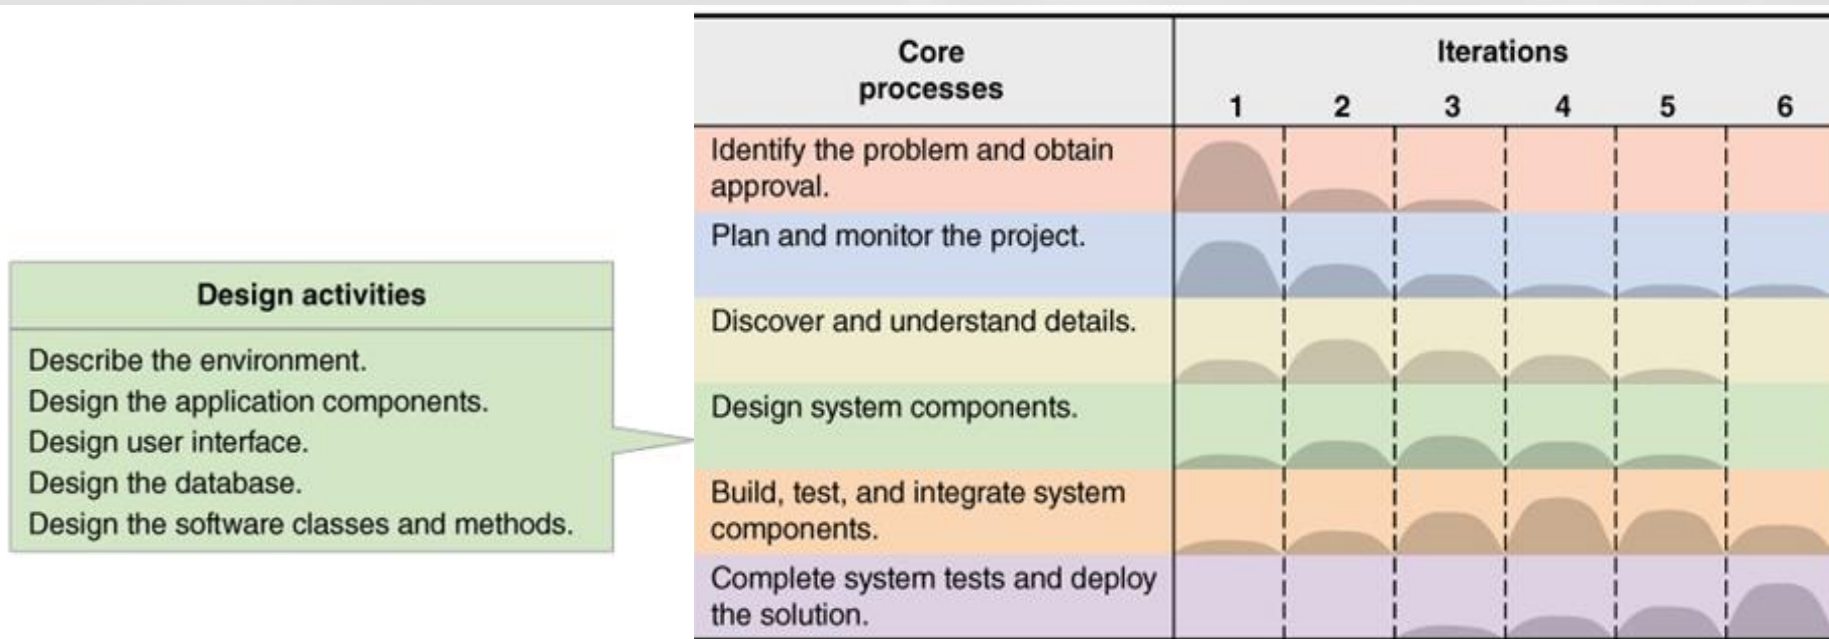 Design activities
Describe the environment.
Design the application components.
Design user interface.
Design the database.
Design the software classes and methods.
Core
processes
Iterations
1 2 3 4 5 6
Identify the problem and obtain
approval.
Plan and monitor the project.
Discover and understand details.
Design system components.
Build, test, and integrate system
components.
Complete system tests and deploy
the solution.